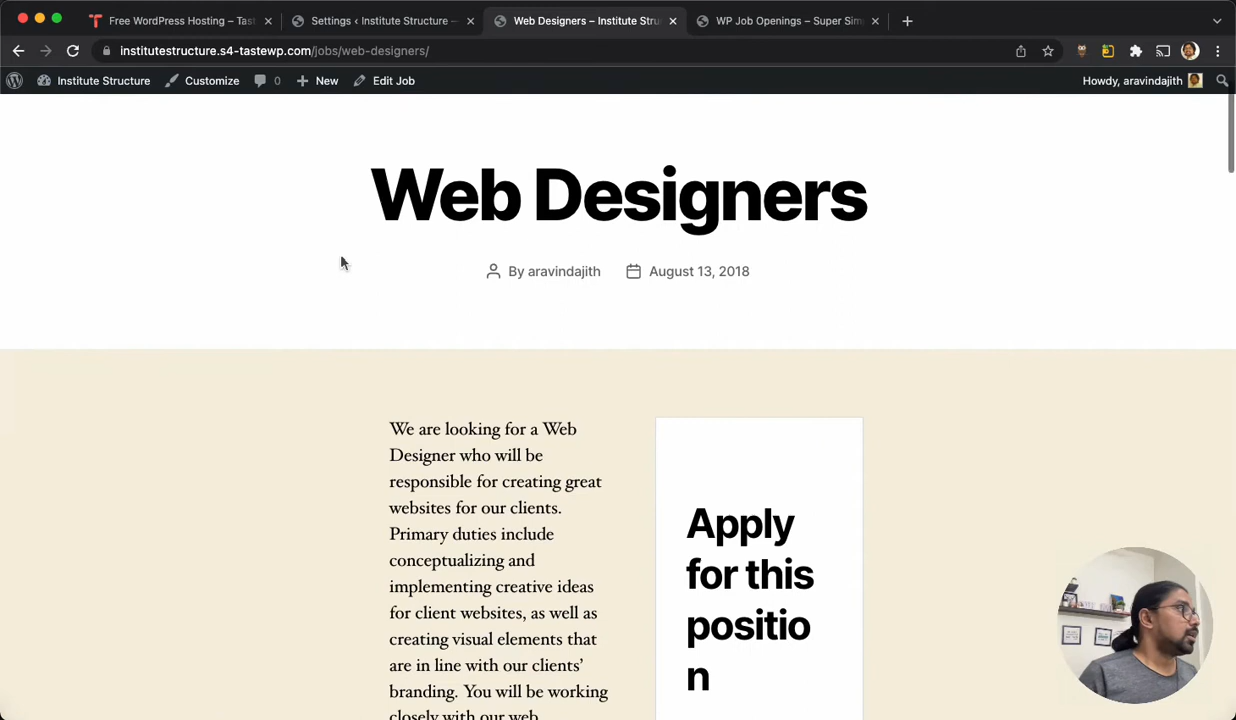 Free WordPress Hosting – Tast
Settings ‹ Institute Structure —
Web Designers – Institute Stru
WP Job Openings – Super Sim
institutestructure.s4-tastewp.com/jobs/web-designers/
Institute Structure
Customize
0
New
Edit Job
Howdy, aravindajith
Web Designers
By aravindajith
August 13, 2018
We are looking for a Web
Designer who will be
responsible for creating great
websites for our clients.
Primary duties include
conceptualizing and
implementing creative ideas
for client websites, as well as
creating visual elements that
are in line with our clients’
branding. You will be working
closely with our web
Apply
for this
positio
n